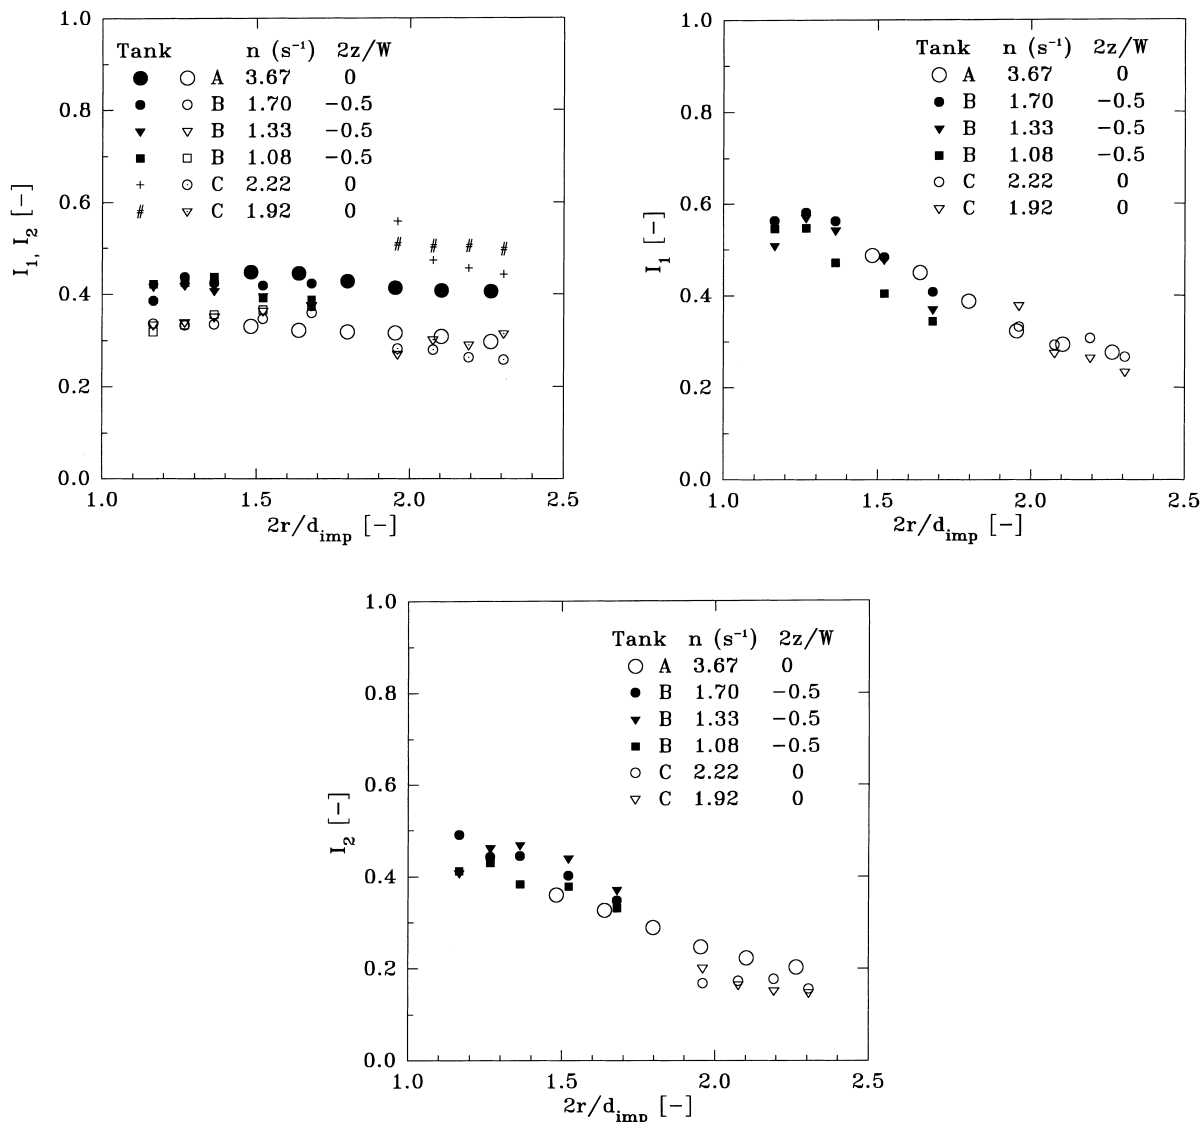 1.0
0.8
0.6
0.4
0.2
0.0
I₁, I₂ [-]
Tank n (s⁻¹) 2z/W
A 3.67 0
B 1.70 -0.5
B 1.33 -0.5
B 1.08 -0.5
+ C 2.22 0
# C 1.92 0
1.0 1.5 2.0 2.5
2r/d_imp [-]
1.0
0.8
0.6
0.4
0.2
0.0
I₁ [-]
Tank n (s⁻¹) 2z/W
A 3.67 0
B 1.70 -0.5
B 1.33 -0.5
B 1.08 -0.5
C 2.22 0
C 1.92 0
1.0 1.5 2.0 2.5
2r/d_imp [-]
1.0
0.8
0.6
0.4
0.2
0.0
I₂ [-]
Tank n (s⁻¹) 2z/W
A 3.67 0
B 1.70 -0.5
B 1.33 -0.5
B 1.08 -0.5
C 2.22 0
C 1.92 0
1.0 1.5 2.0 2.5
2r/d_imp [-]